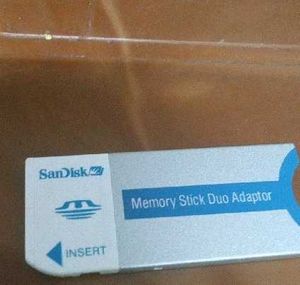 SanDisk
Memory Stick Duo Adaptor
INSERT